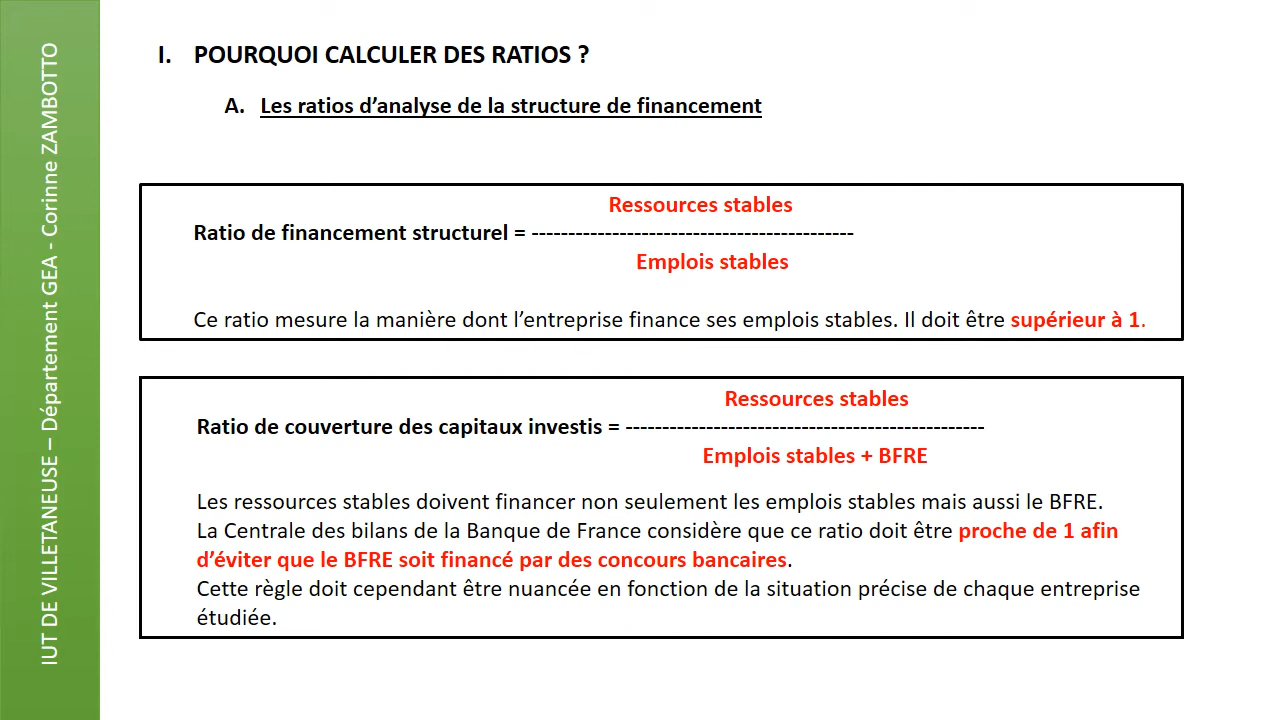 IUT DE VILLETANEUSE – Département GEA - Corinne ZAMBOTTO
I. POURQUOI CALCULER DES RATIOS ?
A. Les ratios d’analyse de la structure de financement
Ressources stables
Ratio de financement structurel = --------------------------------------------
Emplois stables
Ce ratio mesure la manière dont l’entreprise finance ses emplois stables. Il doit être supérieur à 1.
Ressources stables
Ratio de couverture des capitaux investis = -------------------------------------------------
Emplois stables + BFRE
Les ressources stables doivent financer non seulement les emplois stables mais aussi le BFRE.
La Centrale des bilans de la Banque de France considère que ce ratio doit être proche de 1 afin
d’éviter que le BFRE soit financé par des concours bancaires.
Cette règle doit cependant être nuancée en fonction de la situation précise de chaque entreprise
étudiée.